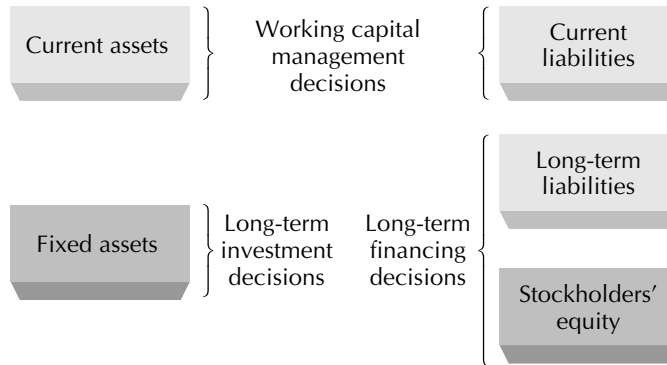 Current assets
Working capital
management
decisions
Current
liabilities
Long-term
liabilities
Fixed assets
Long-term
investment
decisions
Long-term
financing
decisions
Stockholders’
equity